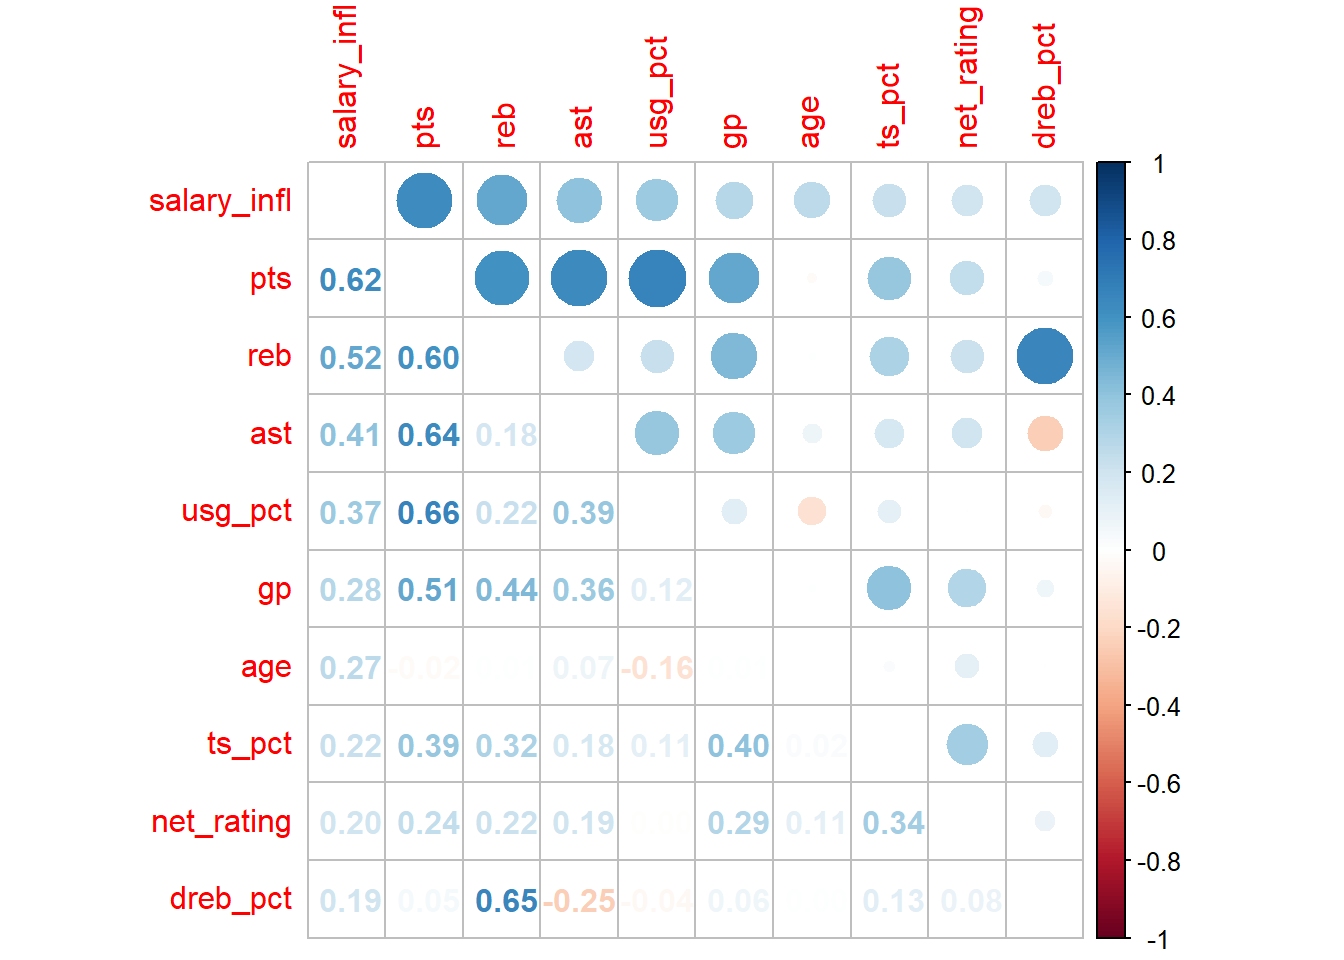 salary_infl pts reb ast usg_pct gp age ts_pct net_rating dreb_pct
salary_infl
pts 0.62
reb 0.52 0.60
ast 0.41 0.64 0.18
usg_pct 0.37 0.66 0.22 0.39
gp 0.28 0.51 0.44 0.36 0.12
age 0.27 -0.02 0.07 -0.16
ts_pct 0.22 0.39 0.32 0.18 0.11 0.40 0.02
net_rating 0.20 0.24 0.22 0.19 0.29 0.11 0.34
dreb_pct 0.19 0.05 0.65 -0.25 -0.04 0.06 0.13 0.08
1
0.8
0.6
0.4
0.2
0
-0.2
-0.4
-0.6
-0.8
-1